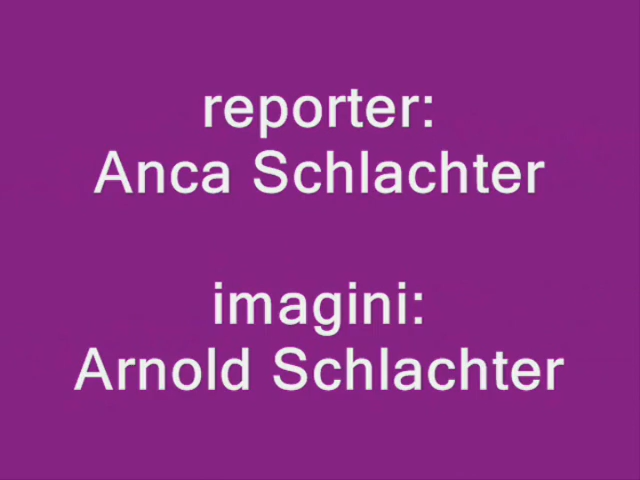 reporter:
Anca Schlachter
imagini:
Arnold Schlachter